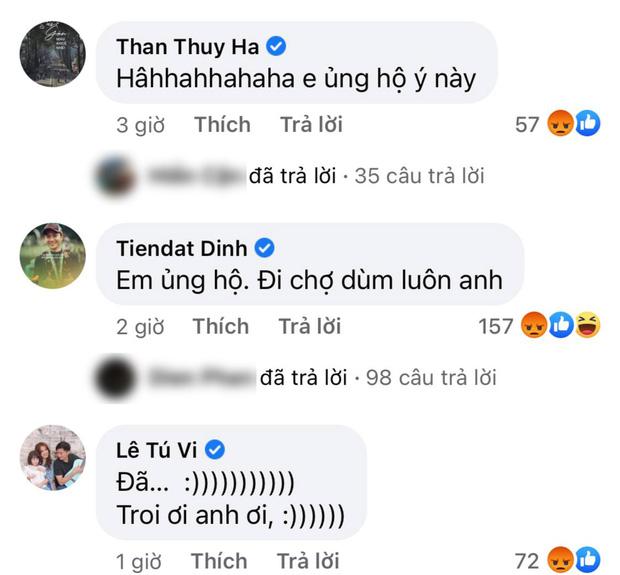 Than Thuy Ha
Hâhhahhahaha e ủng hộ ý này
3 giờ Thích Trả lời 57
đã trả lời · 35 câu trả lời
Tiendat Dinh
Em ủng hộ. Đi chợ dùm luôn anh
2 giờ Thích Trả lời 157
đã trả lời · 98 câu trả lời
Lê Tú Vi
Đã... :)))))))))))
Troi ơi anh ơi, :))))))
1 giờ Thích Trả lời 72